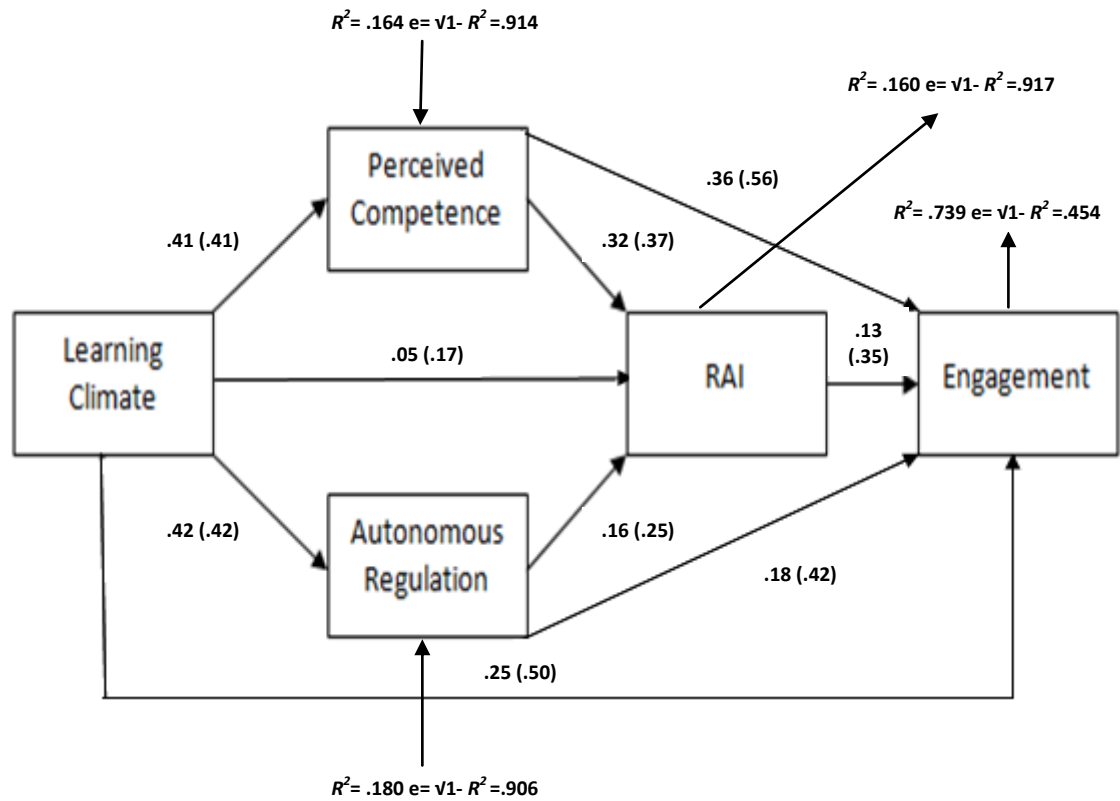 R²= .164 e= √1- R² =.914
R²= .160 e= √1- R² =.917
Perceived
Competence
.36 (.56)
R²= .739 e= √1- R² =.454
.41 (.41)
.32 (.37)
Learning
Climate
.05 (.17)
RAI
.13
(.35)
Engagement
.42 (.42)
Autonomous
Regulation
.16 (.25)
.18 (.42)
.25 (.50)
R²= .180 e= √1- R² =.906